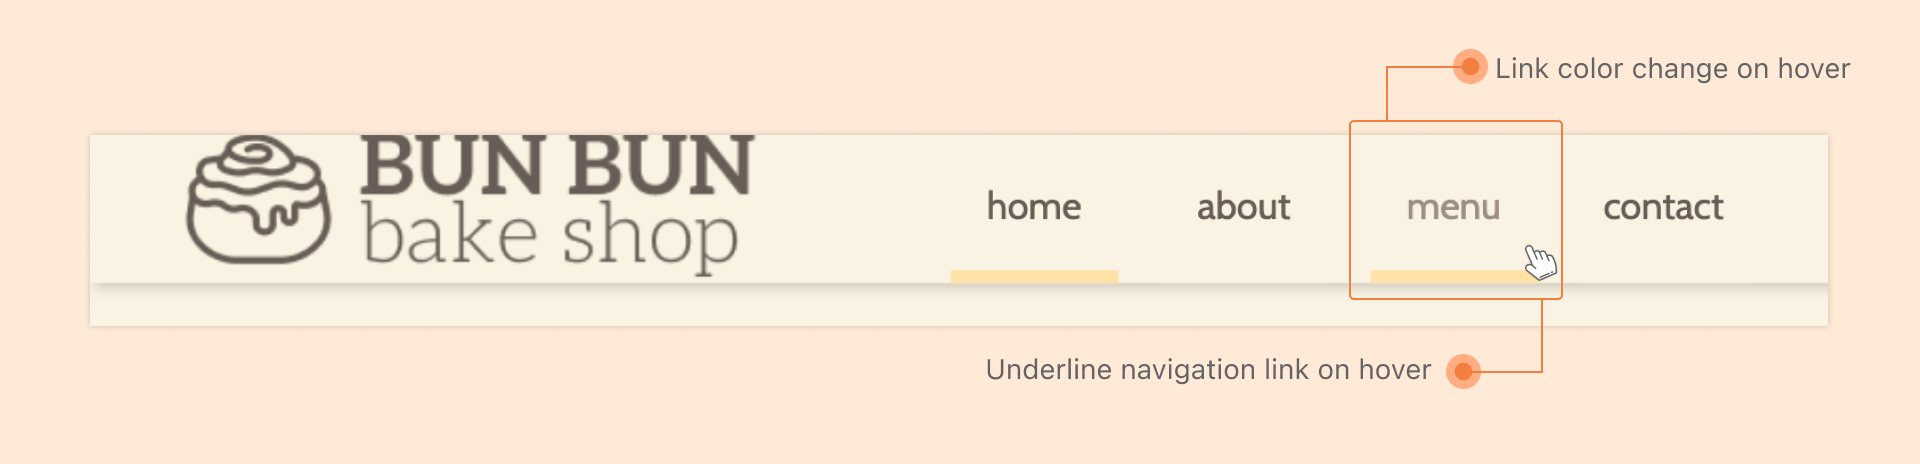 Link color change on hover
BUN BUN
bake shop
home about menu contact
Underline navigation link on hover